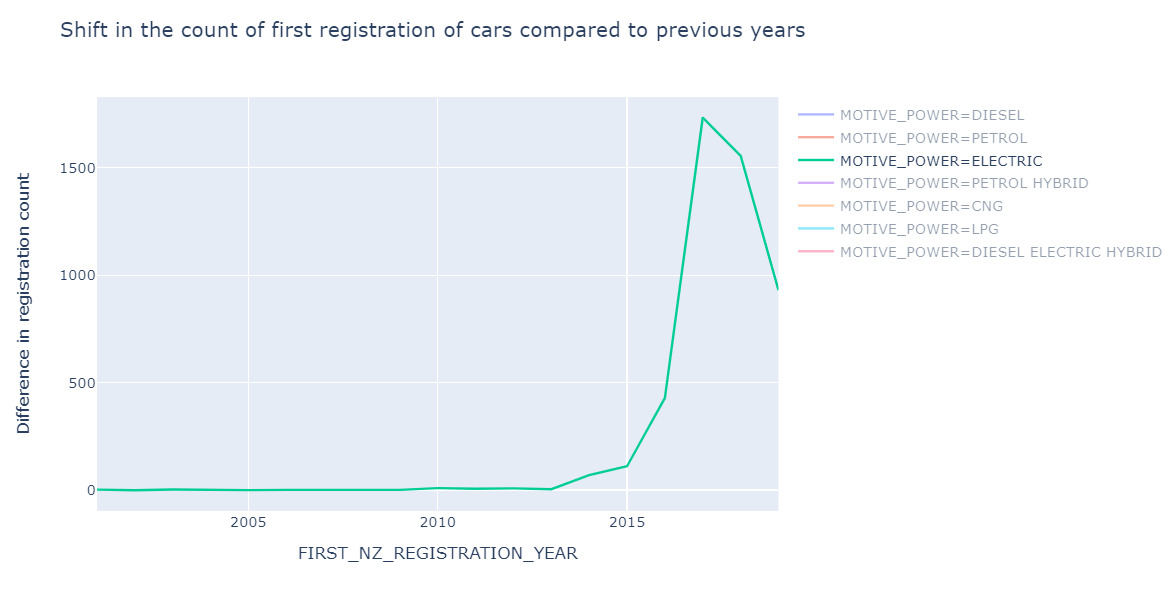 Shift in the count of first registration of cars compared to previous years
MOTIVE_POWER=DIESEL
MOTIVE_POWER=PETROL
MOTIVE_POWER=ELECTRIC
MOTIVE_POWER=PETROL HYBRID
MOTIVE_POWER=CNG
MOTIVE_POWER=LPG
MOTIVE_POWER=DIESEL ELECTRIC HYBRID
Difference in registration count
1500
1000
500
0
2005
2010
2015
FIRST_NZ_REGISTRATION_YEAR